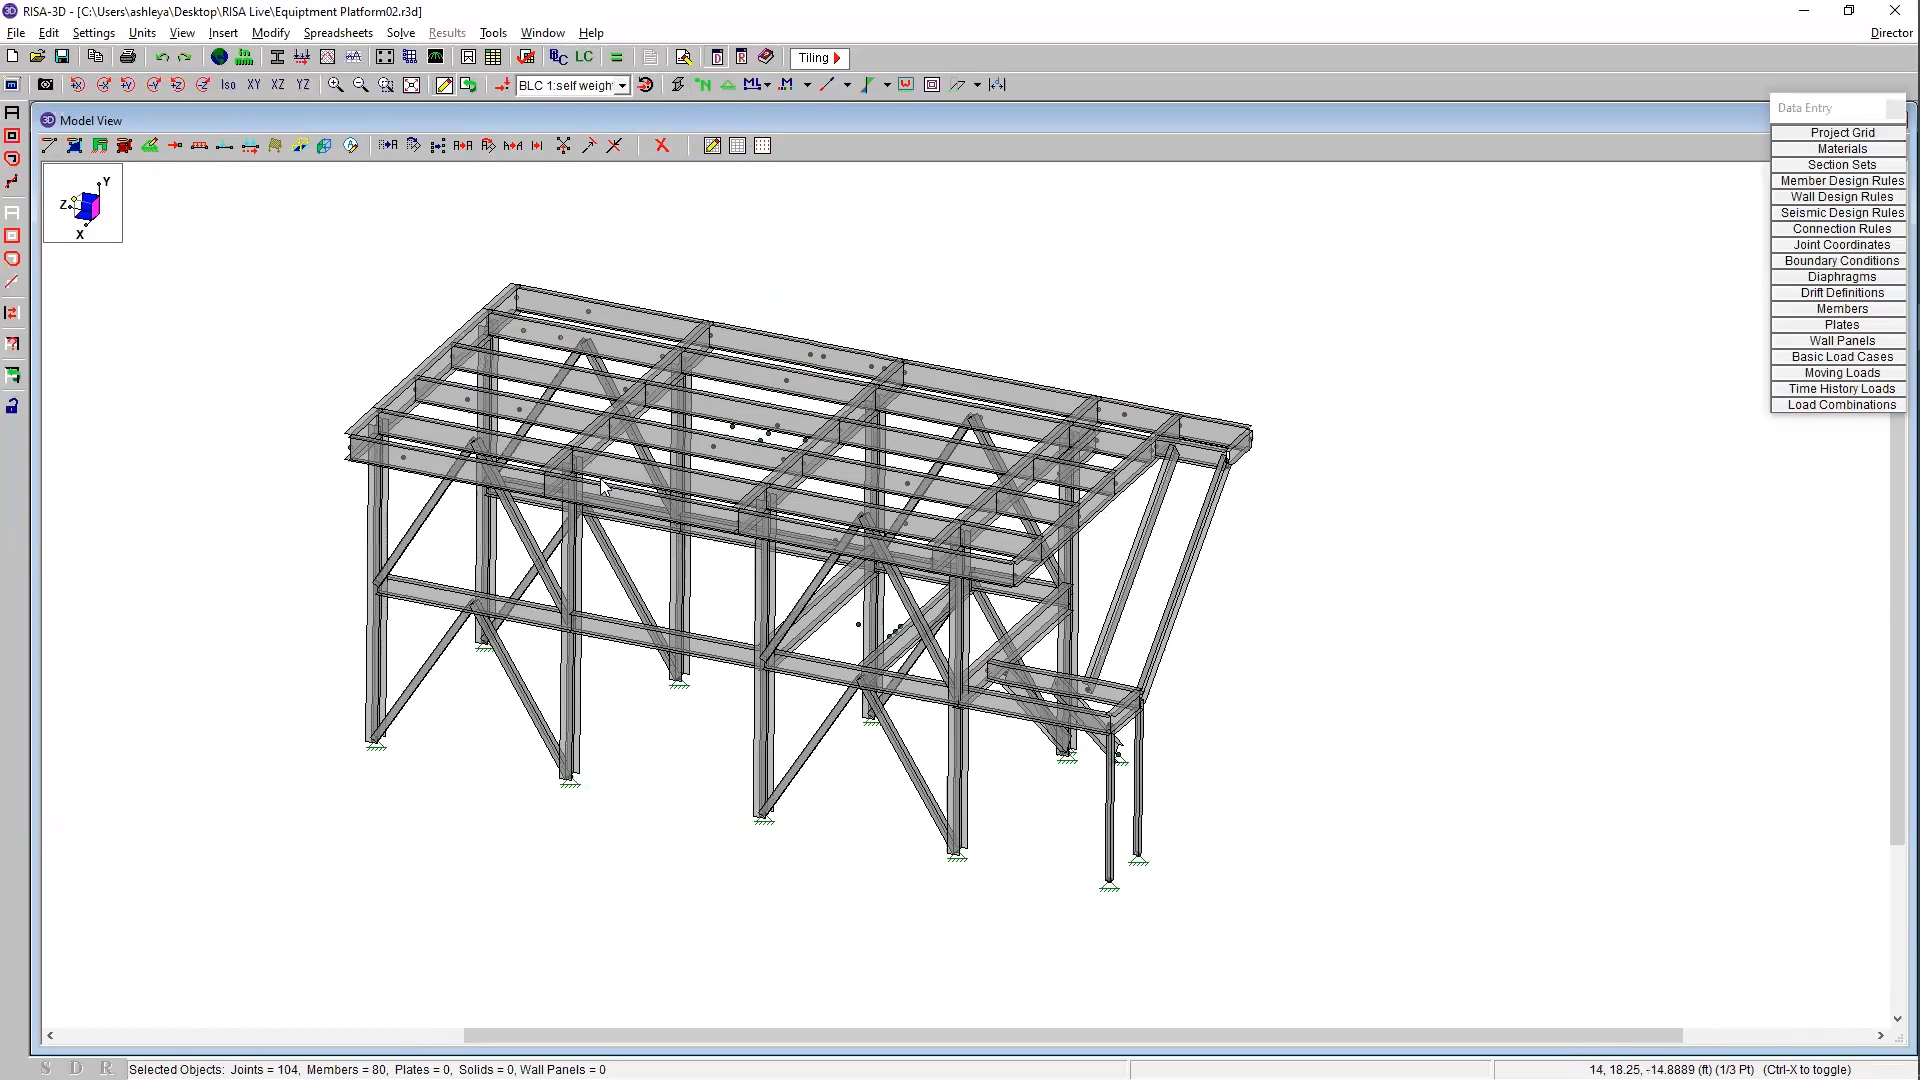 RISA-3D - [C:\Users\ashleya\Desktop\RISA Live\Equiptment Platform02.r3d]
File Edit Settings Units View Insert Modify Spreadsheets Solve Results Tools Window Help
Director
LC
Tiling
Iso XY XZ YZ
BLC 1:self weigh
Model View
Y
Z
X
Data Entry
Project Grid
Materials
Section Sets
Member Design Rules
Wall Design Rules
Seismic Design Rules
Connection Rules
Joint Coordinates
Boundary Conditions
Diaphragms
Drift Definitions
Members
Plates
Wall Panels
Basic Load Cases
Moving Loads
Time History Loads
Load Combinations
S D R
Selected Objects: Joints = 104, Members = 80, Plates = 0, Solids = 0, Wall Panels = 0
14, 18.25, -14.8889 (ft) (1/3 Pt) (Ctrl-X to toggle)